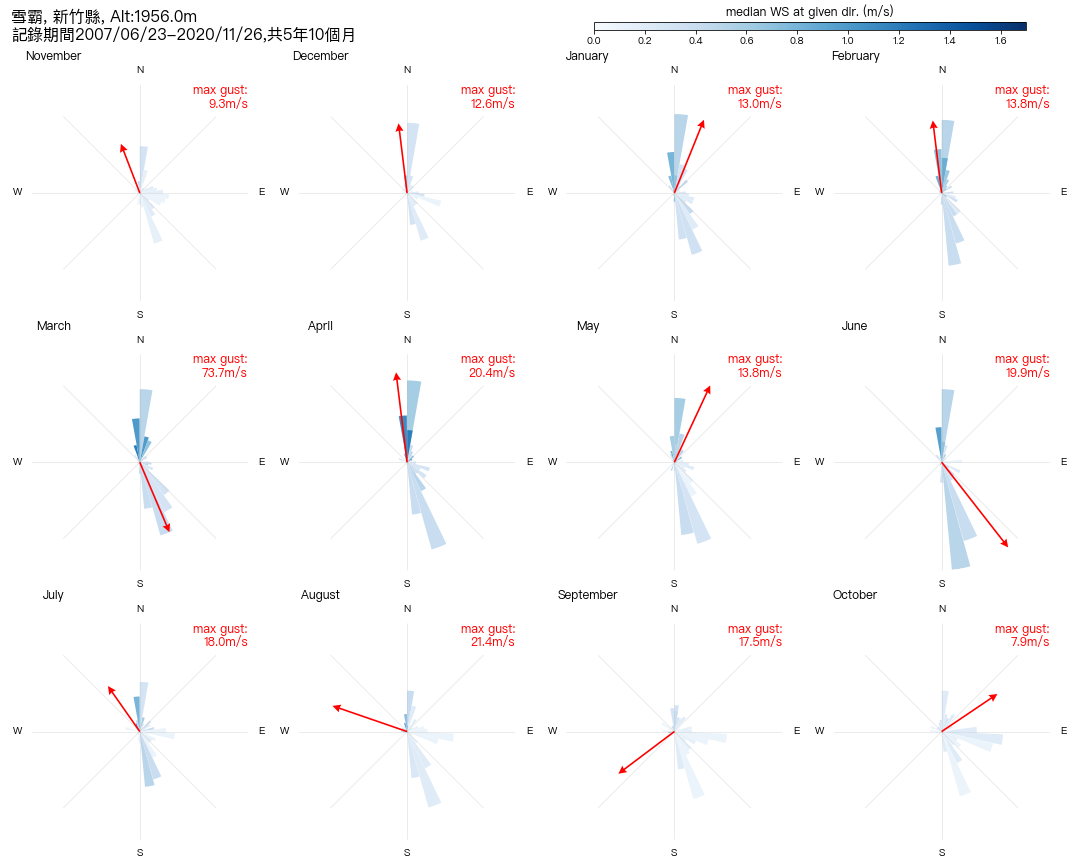 雪霸, 新竹縣, Alt:1956.0m
記錄期間2007/06/23−2020/11/26,共5年10個月
median WS at given dir. (m/s)
0.0 0.2 0.4 0.6 0.8 1.0 1.2 1.4 1.6
November
N
max gust:
9.3m/s
W E
S
December
N
max gust:
12.6m/s
W E
S
January
N
max gust:
13.0m/s
W E
S
February
N
max gust:
13.8m/s
W E
S
March
N
max gust:
73.7m/s
W E
S
April
N
max gust:
20.4m/s
W E
S
May
N
max gust:
13.8m/s
W E
S
June
N
max gust:
19.9m/s
W E
S
July
N
max gust:
18.0m/s
W E
S
August
N
max gust:
21.4m/s
W E
S
September
N
max gust:
17.5m/s
W E
S
October
N
max gust:
7.9m/s
W E
S